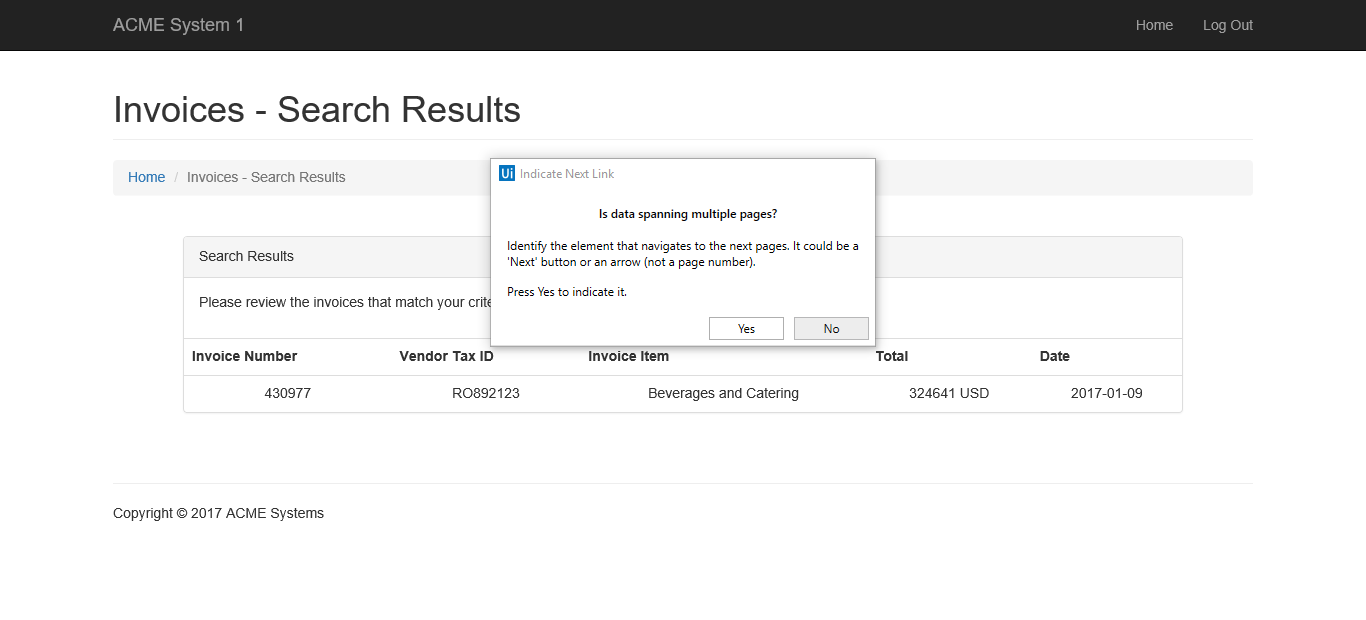 ACME System 1 Home Log Out
Invoices - Search Results
Home / Invoices - Search Results
Ui Indicate Next Link
Is data spanning multiple pages?
Identify the element that navigates to the next pages. It could be a
'Next' button or an arrow (not a page number).
Press Yes to indicate it.
Yes No
Search Results
Please review the invoices that match your
Invoice Number Vendor Tax ID Invoice Item Total Date
430977 RO892123 Beverages and Catering 324641 USD 2017-01-09
Copyright © 2017 ACME Systems